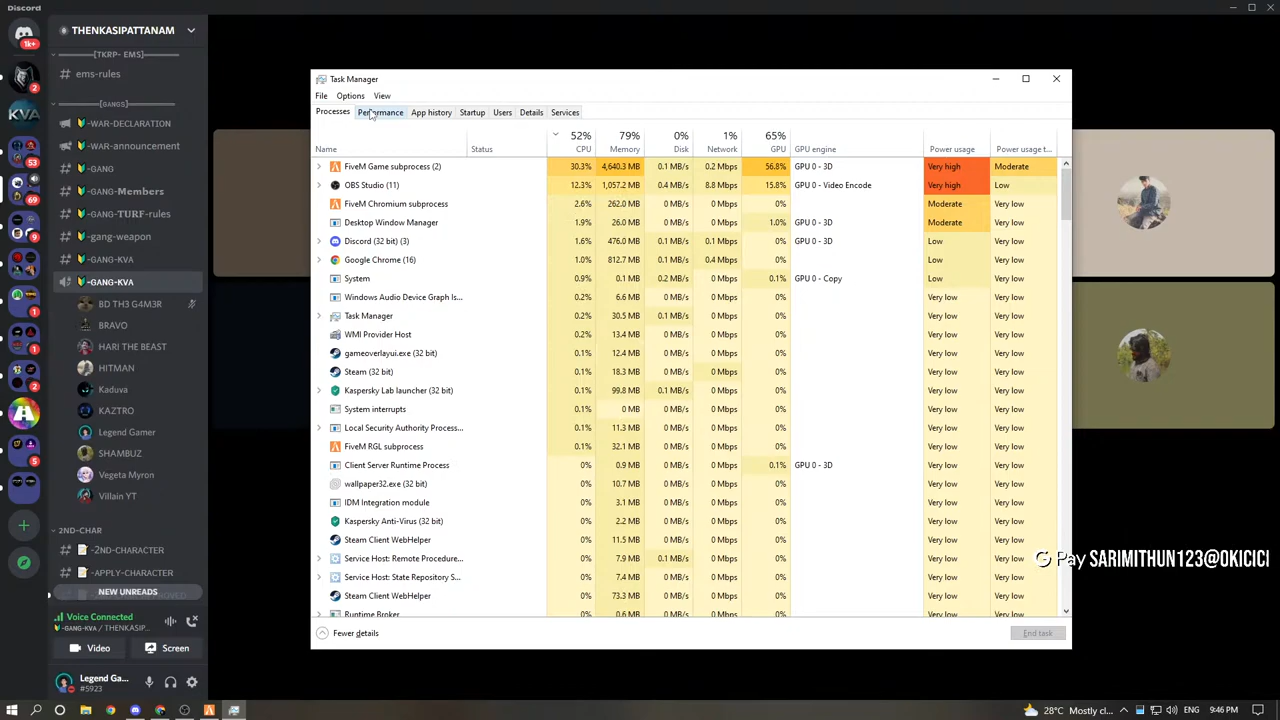 Discord
THENKASIPATTANAM
[TKRP- EMS]
ems-rules
[GANGS]
-WAR-DECLARATION
-WAR-announcement
-GANG
-GANG-Members
-GANG-TURF-rules
-gang-weapon
-GANG-KVA
-GANG-KVA
BD TH3 G4M3R
BRAVO
HARI THE BEAST
HITMAN
Kaduva
KAZTRO
Legend Gamer
SHAMBUZ
Vegeta Myron
Villain YT
2ND-CHAR
-2ND-CHARACTER
-APPLY-CHARACTER
NEW UNREADS
Voice Connected
-GANG-KVA / THENKASIP...
Video Screen
Legend Ga...
#5923
1k+
2
KVA
53
69
9
1
2
5
Task Manager
File Options View
Processes Performance App history Startup Users Details Services
52% 79% 0% 1% 65%
Name Status CPU Memory Disk Network GPU GPU engine Power usage Power usage t...
FiveM Game subprocess (2) 30.3% 4,640.3 MB 0.1 MB/s 0.2 Mbps 56.8% GPU 0 - 3D Very high Moderate
OBS Studio (11) 12.3% 1,057.2 MB 0.4 MB/s 8.8 Mbps 15.8% GPU 0 - Video Encode Very high Low
FiveM Chromium subprocess 2.6% 262.0 MB 0 MB/s 0 Mbps 0% Moderate Very low
Desktop Window Manager 1.9% 26.0 MB 0 MB/s 0 Mbps 1.0% GPU 0 - 3D Moderate Very low
Discord (32 bit) (3) 1.6% 476.0 MB 0.1 MB/s 0.1 Mbps 0% GPU 0 - 3D Low Very low
Google Chrome (16) 1.0% 812.7 MB 0.1 MB/s 0.4 Mbps 0% Low Very low
System 0.9% 0.1 MB 0.2 MB/s 0 Mbps 0.1% GPU 0 - Copy Low Very low
Windows Audio Device Graph Is... 0.2% 6.6 MB 0 MB/s 0 Mbps 0% Very low Very low
Task Manager 0.2% 30.5 MB 0.1 MB/s 0 Mbps 0% Very low Very low
WMI Provider Host 0.2% 13.4 MB 0 MB/s 0 Mbps 0% Very low Very low
gameoverlayui.exe (32 bit) 0.1% 12.4 MB 0 MB/s 0 Mbps 0% Very low Very low
Steam (32 bit) 0.1% 18.3 MB 0 MB/s 0 Mbps 0% Very low Very low
Kaspersky Lab launcher (32 bit) 0.1% 99.8 MB 0.1 MB/s 0 Mbps 0% Very low Very low
System interrupts 0.1% 0 MB 0 MB/s 0 Mbps 0% Very low Very low
Local Security Authority Process... 0.1% 11.3 MB 0 MB/s 0 Mbps 0% Very low Very low
FiveM RGL subprocess 0.1% 32.1 MB 0 MB/s 0 Mbps 0% Very low Very low
Client Server Runtime Process 0% 0.9 MB 0 MB/s 0 Mbps 0.1% GPU 0 - 3D Very low Very low
wallpaper32.exe (32 bit) 0% 10.7 MB 0 MB/s 0 Mbps 0% Very low Very low
IDM Integration module 0% 3.1 MB 0 MB/s 0 Mbps 0% Very low Very low
Kaspersky Anti-Virus (32 bit) 0% 2.2 MB 0 MB/s 0 Mbps 0% Very low Very low
Steam Client WebHelper 0% 11.5 MB 0 MB/s 0 Mbps 0% Very low Very low
Service Host: Remote Procedure... 0% 7.9 MB 0.1 MB/s 0 Mbps 0% Very low Very low
Service Host: State Repository S... 0% 7.4 MB 0 MB/s 0 Mbps 0% Very low Very low
Steam Client WebHelper 0% 73.3 MB 0 MB/s 0 Mbps 0% Very low Very low
Runtime Broker 0% 0.6 MB 0 MB/s 0 Mbps 0% Very low Very low
Fewer details End task
G Pay SARIMITHUN123@OKICICI
28°C Mostly cl... ENG 9:46 PM